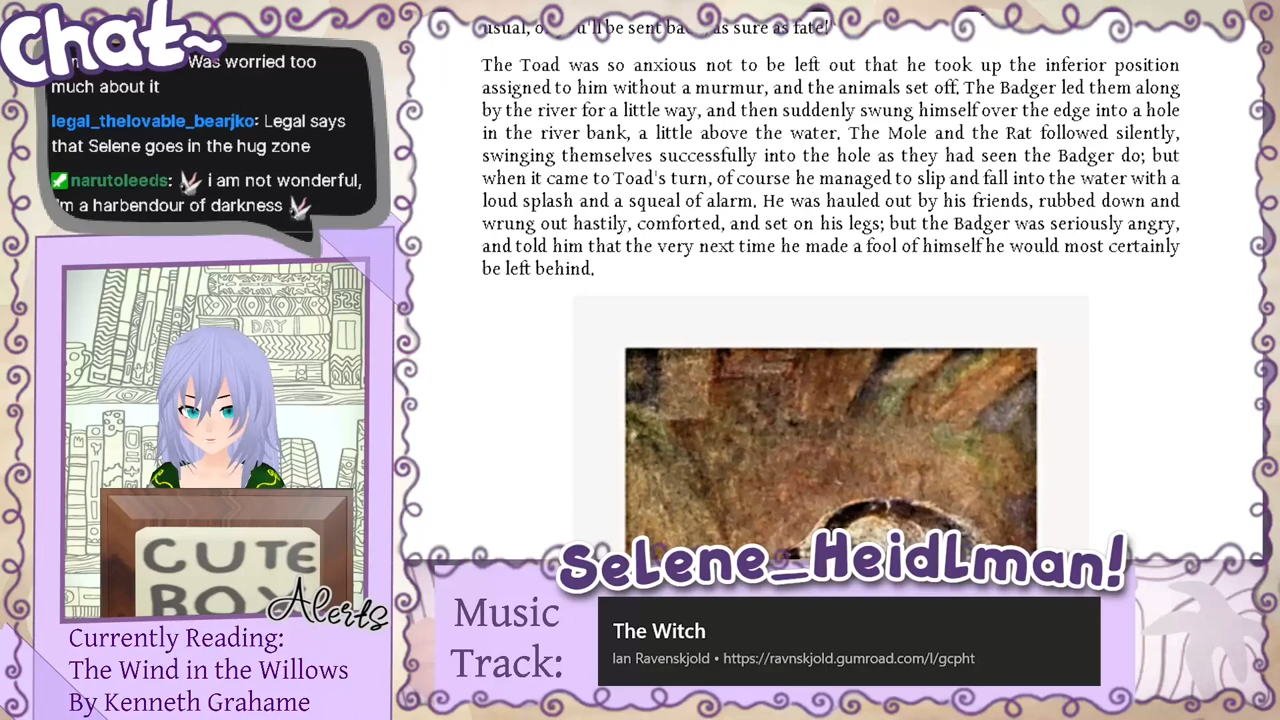 Chat~
Was worried too
much about it
legal_thelovable_bearjko: Legal says
that Selene goes in the hug zone
narutoleeds: i am not wonderful,
i'm a harbendour of darkness
DAY
CUTE
BOX
Alerts
Currently Reading:
The Wind in the Willows
By Kenneth Grahame
usual, or you'll be sent back, as sure as fate!
The Toad was so anxious not to be left out that he took up the inferior position
assigned to him without a murmur, and the animals set off. The Badger led them along
by the river for a little way, and then suddenly swung himself over the edge into a hole
in the river bank, a little above the water. The Mole and the Rat followed silently,
swinging themselves successfully into the hole as they had seen the Badger do; but
when it came to Toad's turn, of course he managed to slip and fall into the water with a
loud splash and a squeal of alarm. He was hauled out by his friends, rubbed down and
wrung out hastily, comforted, and set on his legs; but the Badger was seriously angry,
and told him that the very next time he made a fool of himself he would most certainly
be left behind.
Selene_Heidlman!
Music
Track:
The Witch
Ian Ravenskjold • https://ravnskjold.gumroad.com/l/gcpht